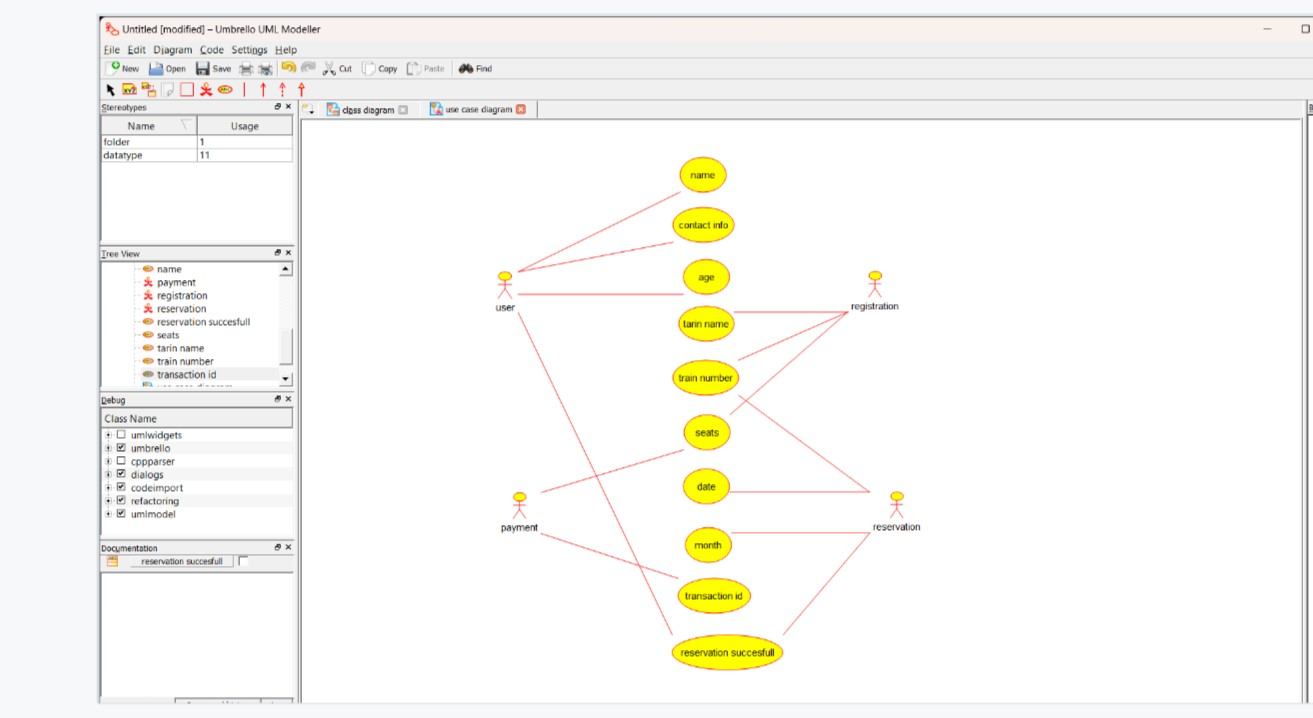 Untitled [modified] – Umbrello UML Modeller
File Edit Diagram Code Settings Help
New Open Save Cut Copy Paste Find
Stereotypes
class diagram use case diagram
Name Usage
folder 1
datatype 11
Tree View
name
payment
registration
reservation
reservation succesfull
seats
tarin name
train number
transaction id
Debug
Class Name
umlwidgets
umbrello
cppparser
dialogs
codeimport
refactoring
umlmodel
Documentation
reservation succesfull
name
contact info
age
user
registration
tarin name
train number
seats
date
payment
reservation
month
transaction id
reservation succesfull